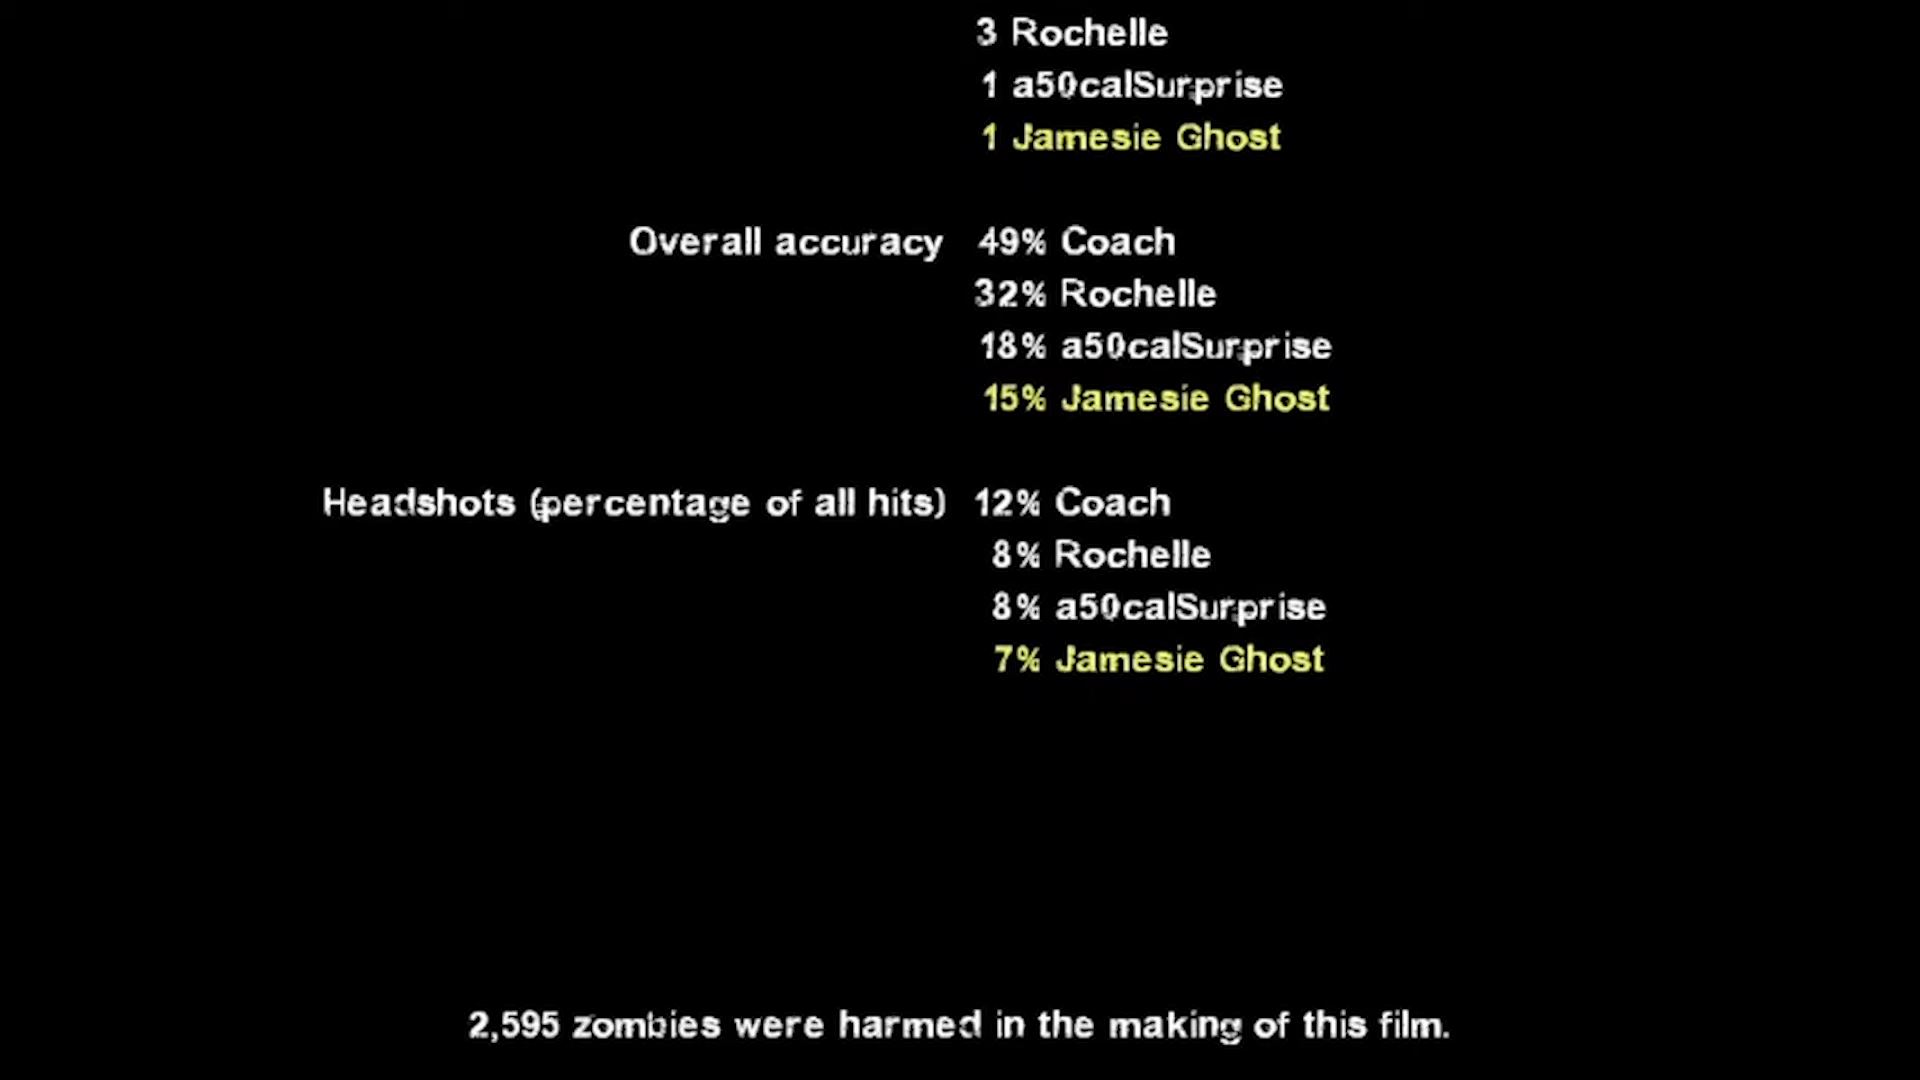 3 Rochelle
1 a50calSurprise
1 Jamesie Ghost
Overall accuracy 49% Coach
32% Rochelle
18% a50calSurprise
15% Jamesie Ghost
Headshots (percentage of all hits) 12% Coach
8% Rochelle
8% a50calSurprise
7% Jamesie Ghost
2,595 zombies were harmed in the making of this film.